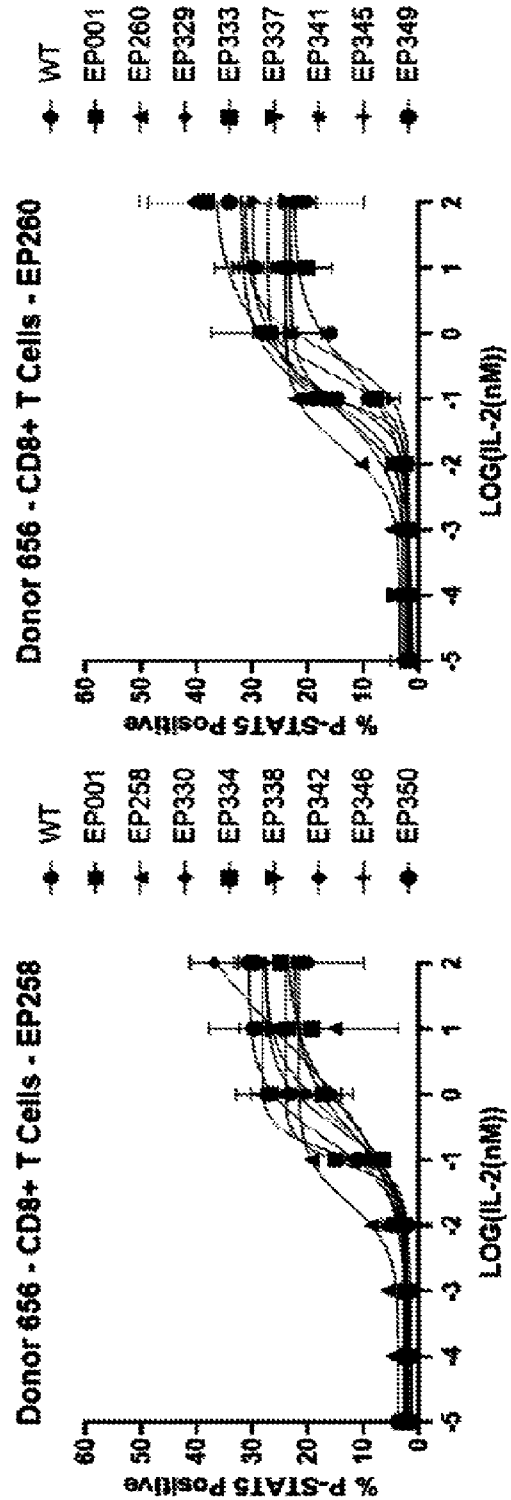 Donor 656 - CD8+ T Cells - EP258
% P-STAT5 Positive
60
50
40
30
20
10
0
-5
-4
-3
-2
-1
0
1
2
LOG(IL-2(nM))
WT
EP001
EP258
EP330
EP334
EP338
EP342
EP346
EP350
Donor 656 - CD8+ T Cells - EP260
% P-STAT5 Positive
60
50
40
30
20
10
0
-5
-4
-3
-2
-1
0
1
2
LOG(IL-2(nM))
WT
EP001
EP260
EP329
EP333
EP337
EP341
EP345
EP349